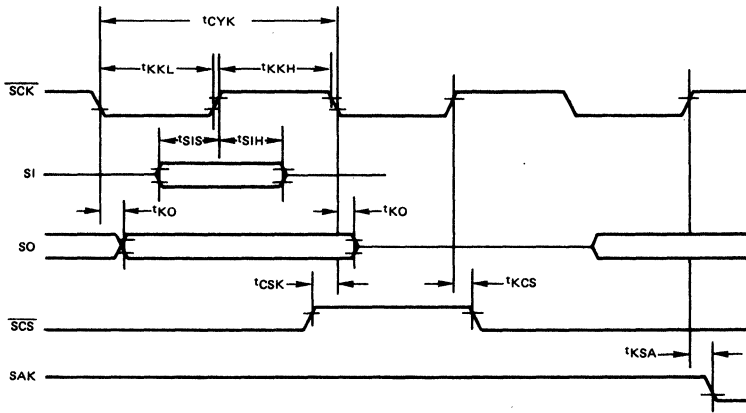 tCYK
tKKL tKKH
SCK
tSIS tSIH
SI
tKO tKO
SO
tCSK tKCS
SCS
tKSA
SAK